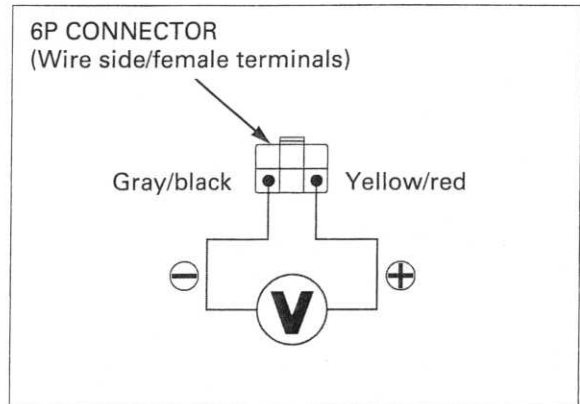 6P CONNECTOR
(Wire side/female terminals)
Gray/black
Yellow/red
V